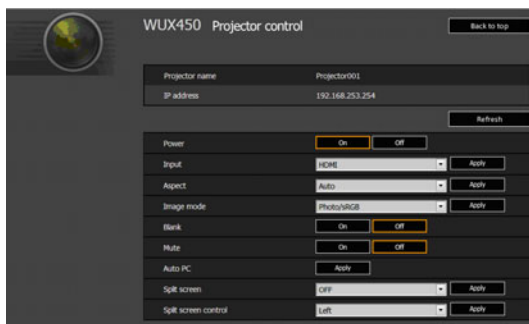 WUX450 Projector control
Back to top
Projector name Projector001
IP address 192.168.253.254
Refresh
Power On Off
Input HDMI Apply
Aspect Auto Apply
Image mode Photo/sRGB Apply
Blank On Off
Mute On Off
Auto PC Apply
Split screen OFF Apply
Split screen control Left Apply